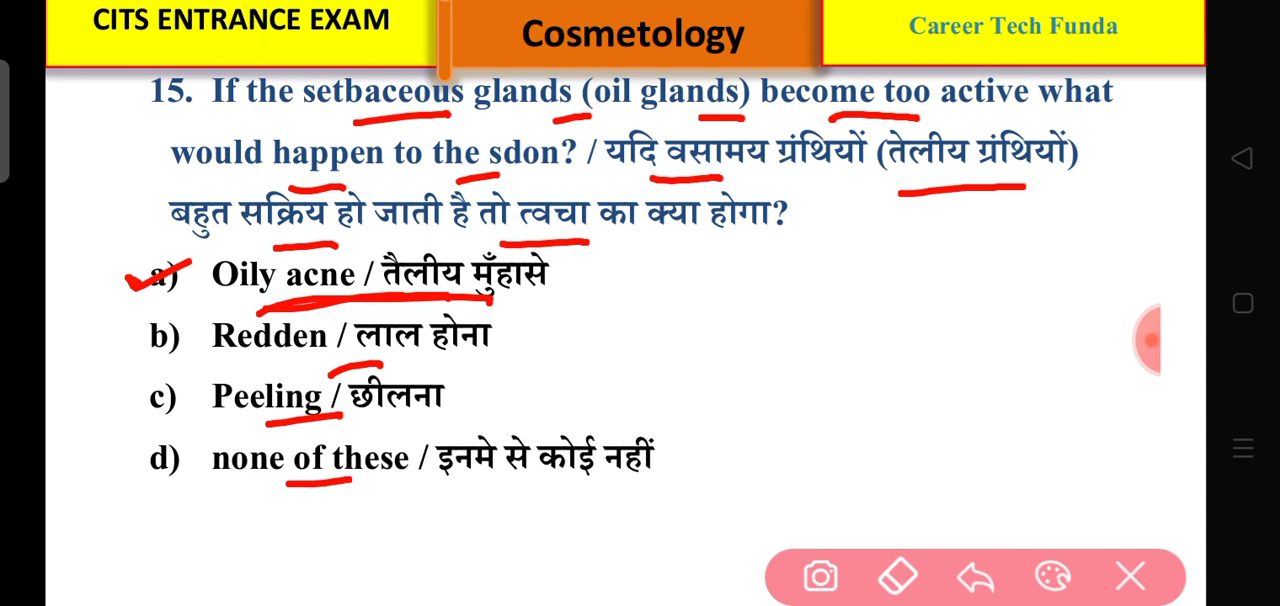 CITS ENTRANCE EXAM
Cosmetology
Career Tech Funda
15. If the setbaceous glands (oil glands) become too active what
would happen to the sdon? / यदि वसामय ग्रंथियों (तेलीय ग्रंथियों)
बहुत सक्रिय हो जाती है तो त्वचा का क्या होगा?
a) Oily acne / तैलीय मुँहासे
b) Redden / लाल होना
c) Peeling / छीलना
d) none of these / इनमे से कोई नहीं